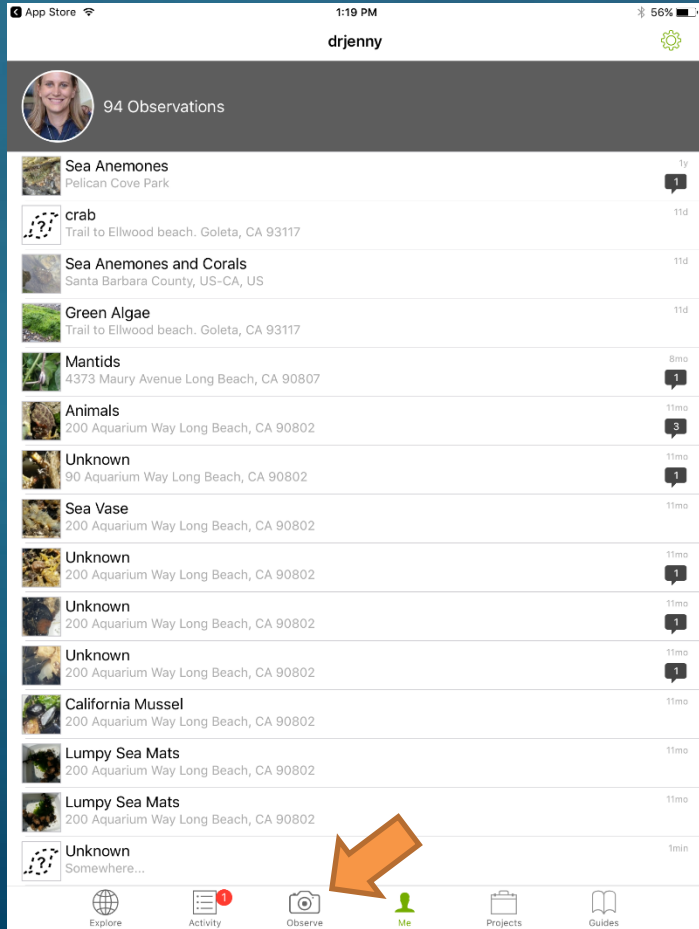 App Store 1:19 PM 56%
drjenny
94 Observations
Sea Anemones 1y
Pelican Cove Park 1
crab 11d
Trail to Ellwood beach. Goleta, CA 93117
Sea Anemones and Corals 11d
Santa Barbara County, US-CA, US
Green Algae 11d
Trail to Ellwood beach. Goleta, CA 93117
Mantids 8mo
4373 Maury Avenue Long Beach, CA 90807 1
Animals 11mo
200 Aquarium Way Long Beach, CA 90802 3
Unknown 11mo
90 Aquarium Way Long Beach, CA 90802 1
Sea Vase 11mo
200 Aquarium Way Long Beach, CA 90802
Unknown 11mo
200 Aquarium Way Long Beach, CA 90802 1
Unknown 11mo
200 Aquarium Way Long Beach, CA 90802 1
Unknown 11mo
200 Aquarium Way Long Beach, CA 90802 1
California Mussel 11mo
200 Aquarium Way Long Beach, CA 90802
Lumpy Sea Mats 11mo
200 Aquarium Way Long Beach, CA 90802
Lumpy Sea Mats 11mo
200 Aquarium Way Long Beach, CA 90802
Unknown 1min
Somewhere...
1
Explore Activity Observe Me Projects Guides